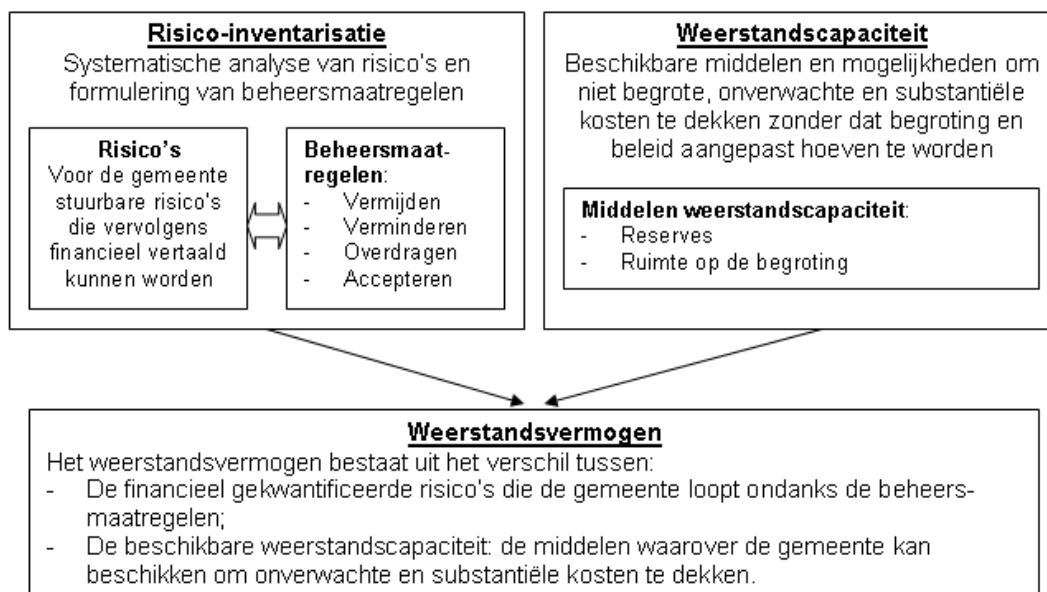 Risico-inventarisatie
Systematische analyse van risico's en
formulering van beheersmaatregelen
Risico's
Voor de gemeente
stuurbare risico's
die vervolgens
financieel vertaald
kunnen worden
Beheersmaat-
regelen:
- Vermijden
- Verminderen
- Overdragen
- Accepteren
Weerstandscapaciteit
Beschikbare middelen en mogelijkheden om
niet begrote, onverwachte en substantiële
kosten te dekken zonder dat begroting en
beleid aangepast hoeven te worden
Middelen weerstandscapaciteit:
- Reserves
- Ruimte op de begroting
Weerstandsvermogen
Het weerstandsvermogen bestaat uit het verschil tussen:
- De financieel gekwantificeerde risico's die de gemeente loopt ondanks de beheers-
maatregelen;
- De beschikbare weerstandscapaciteit: de middelen waarover de gemeente kan
beschikken om onverwachte en substantiële kosten te dekken.